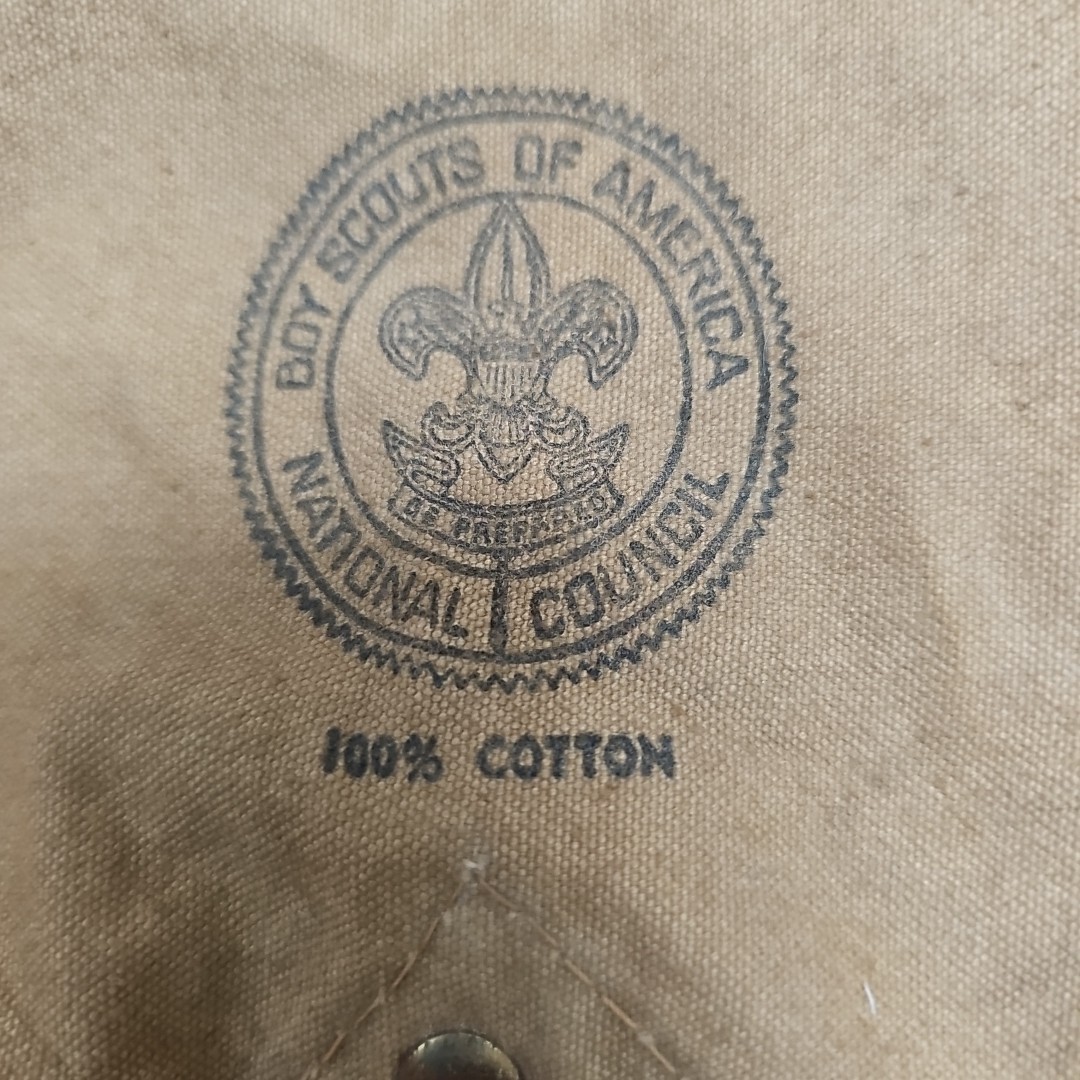 BOY SCOUTS OF AMERICA
BE PREPARED
NATIONAL COUNCIL
100% COTTON